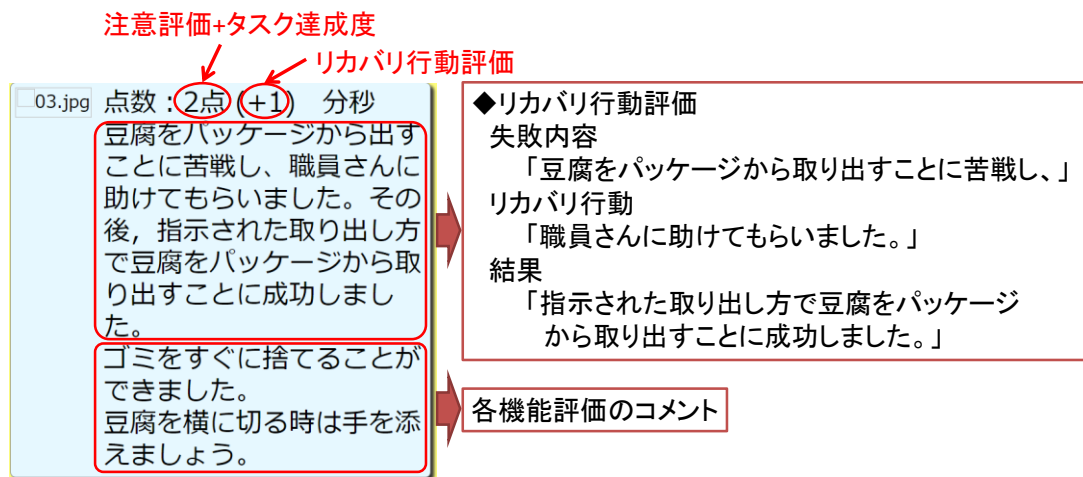 注意評価+タスク達成度
リカバリ行動評価
03.jpg 点数：2点 (+1)　分秒
豆腐をパッケージから出す
ことに苦戦し、職員さんに
助けてもらいました。その
後，指示された取り出し方
で豆腐をパッケージから取
り出すことに成功しまし
た。
ゴミをすぐに捨てることが
できました。
豆腐を横に切る時は手を添
えましょう。
◆リカバリ行動評価
失敗内容
「豆腐をパッケージから取り出すことに苦戦し、」
リカバリ行動
「職員さんに助けてもらいました。」
結果
「指示された取り出し方で豆腐をパッケージ
から取り出すことに成功しました。」
各機能評価のコメント